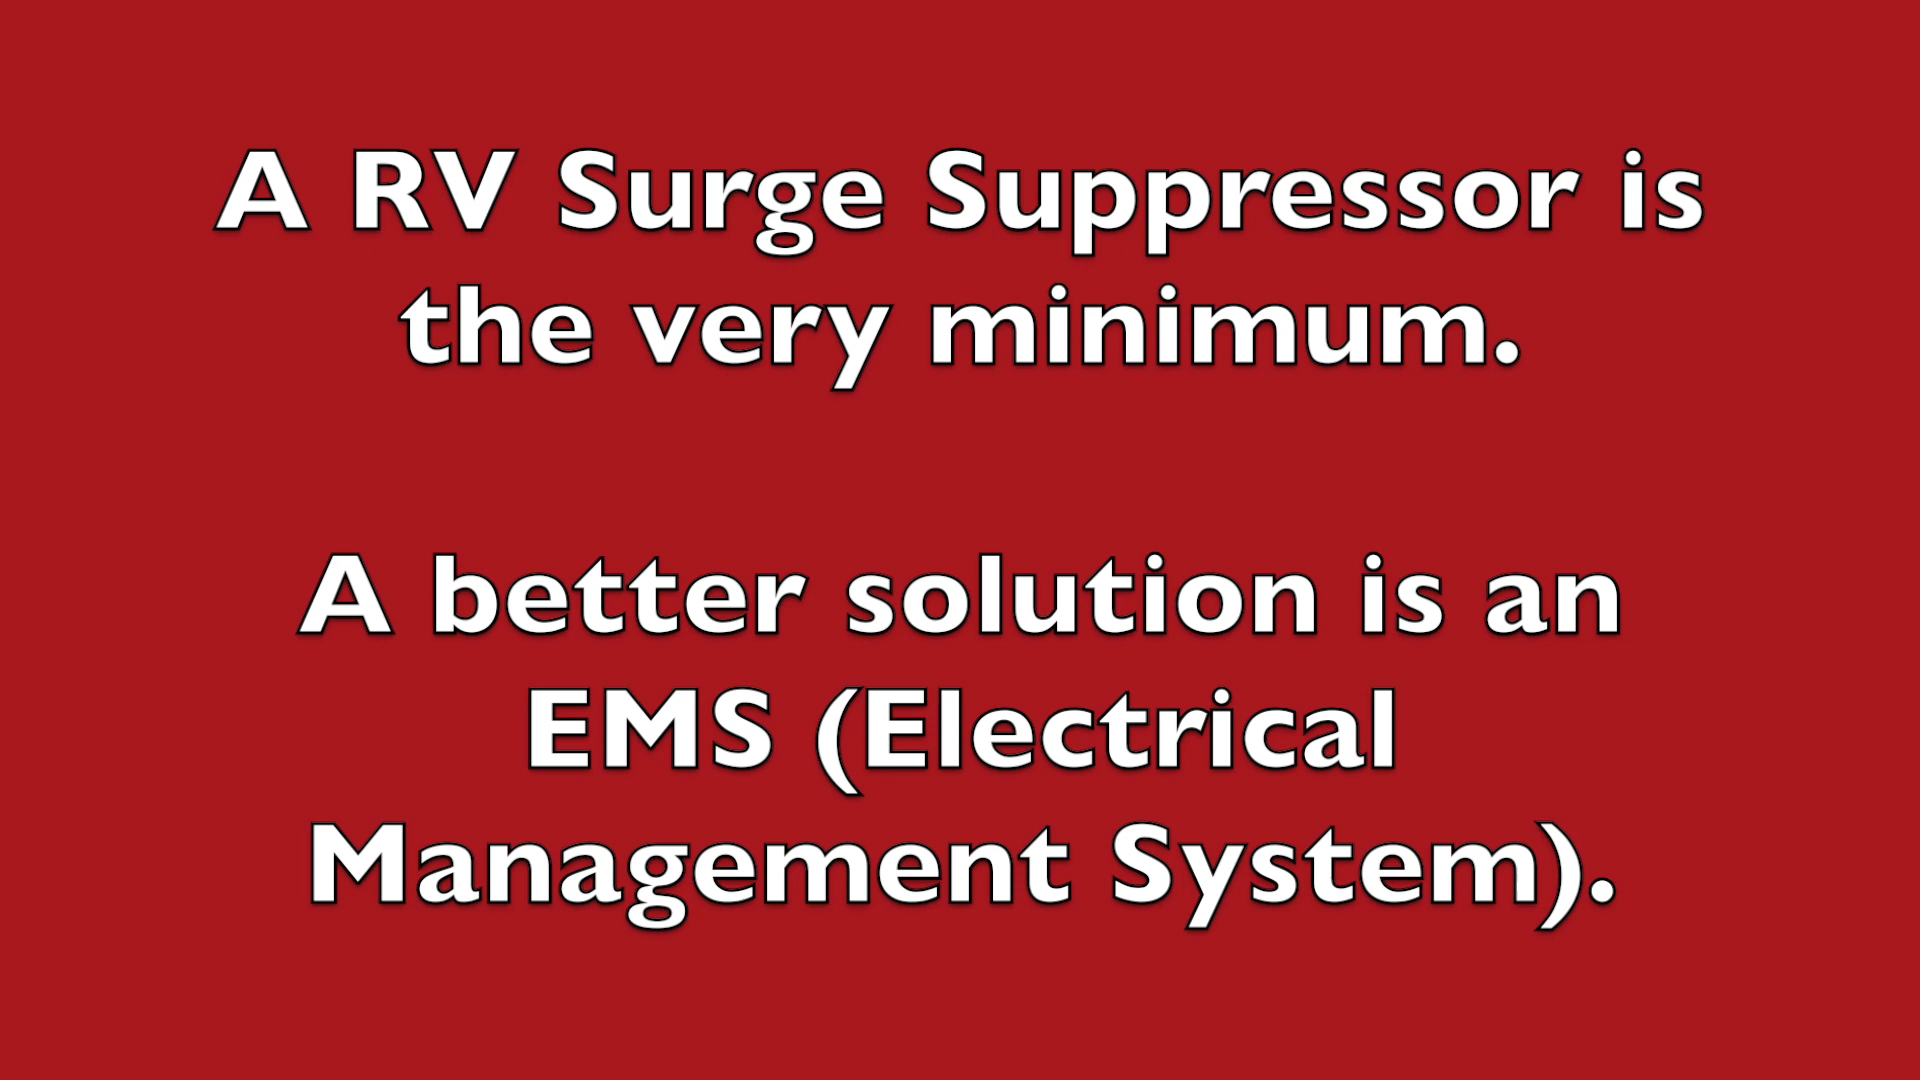 A RV Surge Suppressor is
the very minimum.
A better solution is an
EMS (Electrical
Management System).